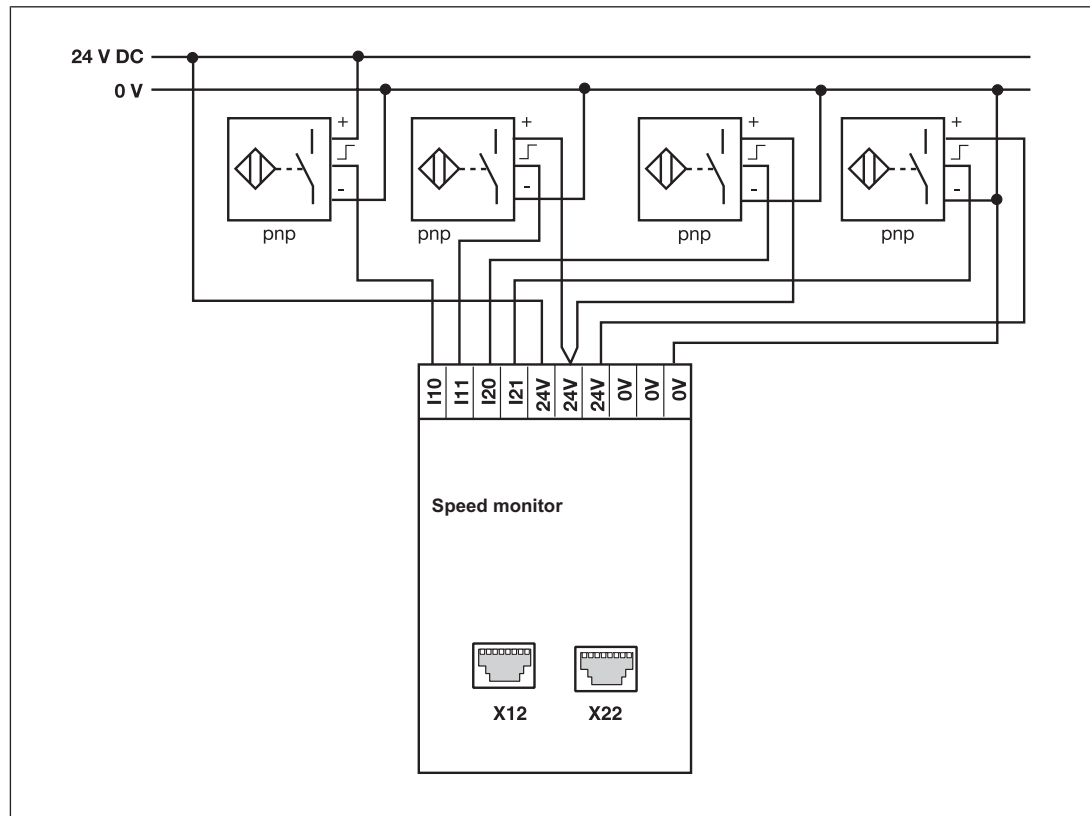 24 V DC
0 V
+ + + +
- - - -
pnp pnp pnp pnp
I10 I11 I20 I21 24V 24V 24V 0V 0V 0V
Speed monitor
X12 X22